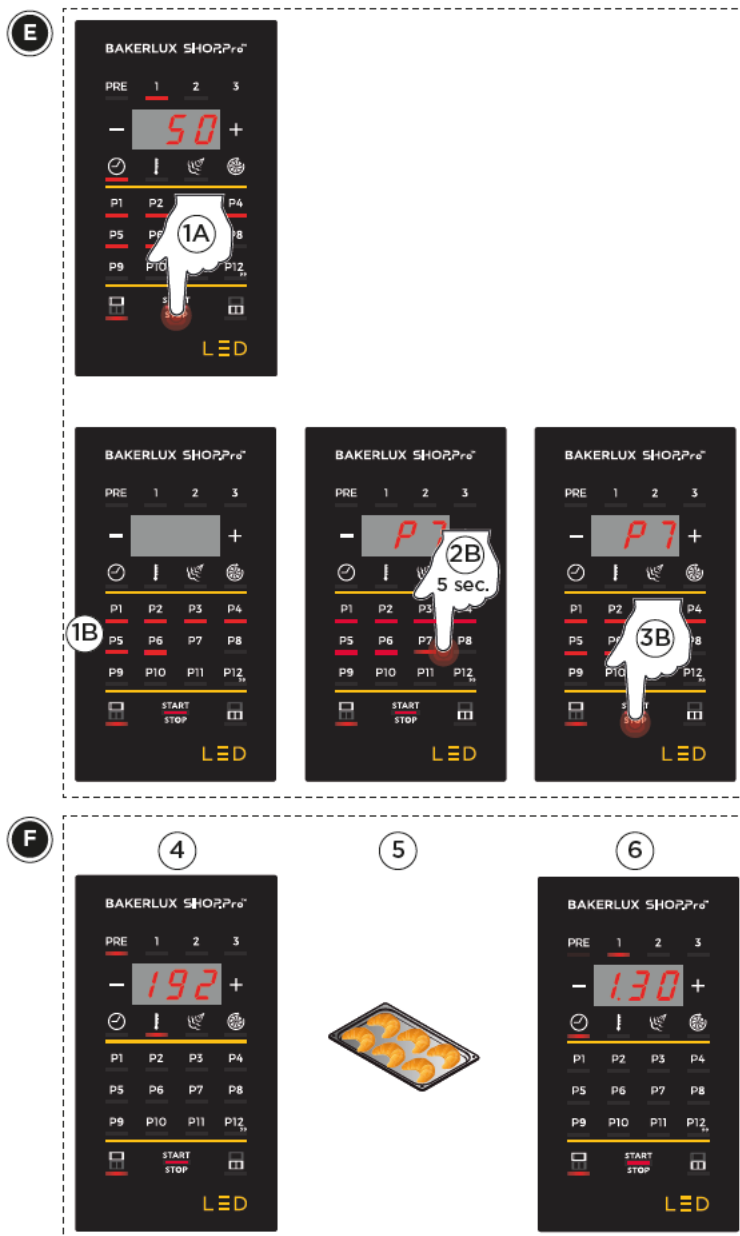 E
BAKERLUX SHOP.Pro™
PRE 1 2 3
− 50 +
P1 P2 P4
P5
1A
P9 P10 P12,,
LED
BAKERLUX SHOP.Pro™
PRE 1 2 3
− +
P1 P2 P3 P4
1B
P5 P6 P7 P8
P9 P10 P11 P12,,
START
STOP
LED
BAKERLUX SHOP.Pro™
PRE 1 2 3
− P7
2B
5 sec.
P1 P2 P3
P5 P6 P7 P8
P9 P10 P11 P12,,
START
STOP
LED
BAKERLUX SHOP.Pro™
PRE 1 2 3
− P7 +
P1 P2 P4
P5
3B
P9 P10 P12,,
LED
F
4
BAKERLUX SHOP.Pro™
PRE 1 2 3
− 192 +
P1 P2 P3 P4
P5 P6 P7 P8
P9 P10 P11 P12,,
START
STOP
LED
5
6
BAKERLUX SHOP.Pro™
PRE 1 2 3
− 1.30 +
P1 P2 P3 P4
P5 P6 P7 P8
P9 P10 P11 P12,,
START
STOP
LED